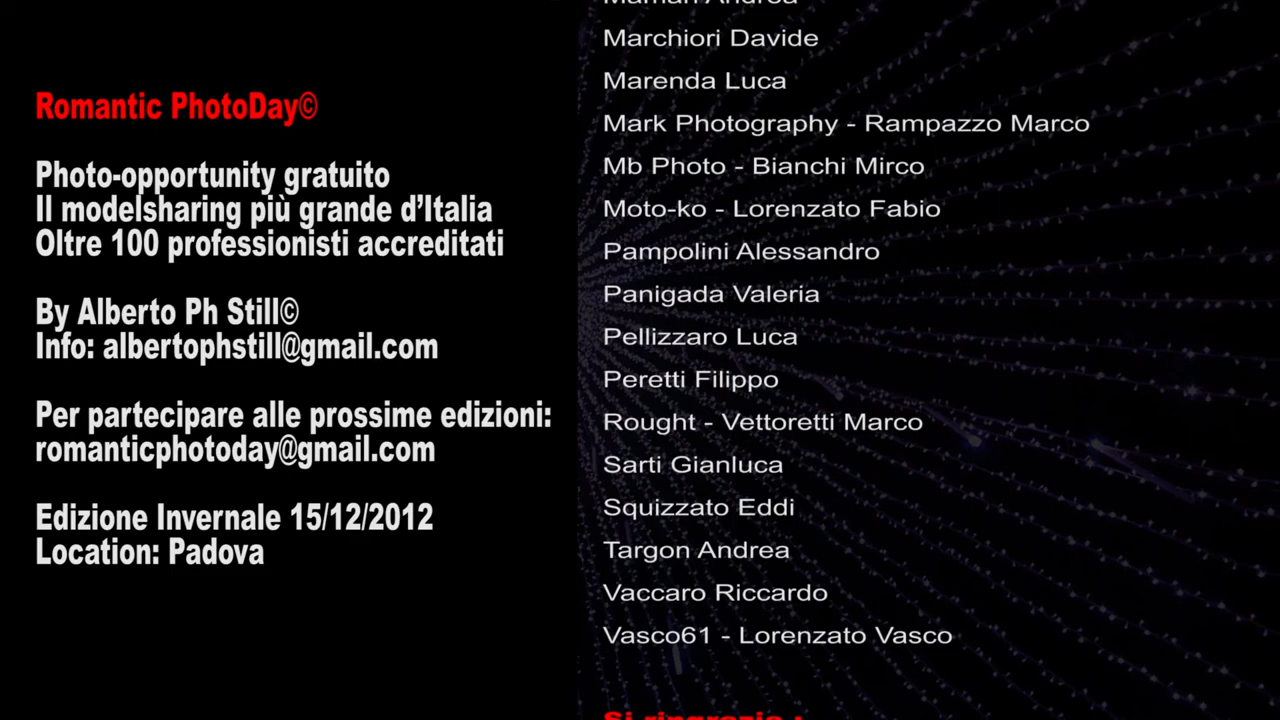 Romantic PhotoDay©
Photo-opportunity gratuito
Il modelsharing più grande d’Italia
Oltre 100 professionisti accreditati
By Alberto Ph Still©
Info: albertophstill@gmail.com
Per partecipare alle prossime edizioni:
romanticphotoday@gmail.com
Edizione Invernale 15/12/2012
Location: Padova
Marchiori Davide
Marenda Luca
Mark Photography - Rampazzo Marco
Mb Photo - Bianchi Mirco
Moto-ko - Lorenzato Fabio
Pampolini Alessandro
Panigada Valeria
Pellizzaro Luca
Peretti Filippo
Rought - Vettoretti Marco
Sarti Gianluca
Squizzato Eddi
Targon Andrea
Vaccaro Riccardo
Vasco61 - Lorenzato Vasco
Si ringrazia :